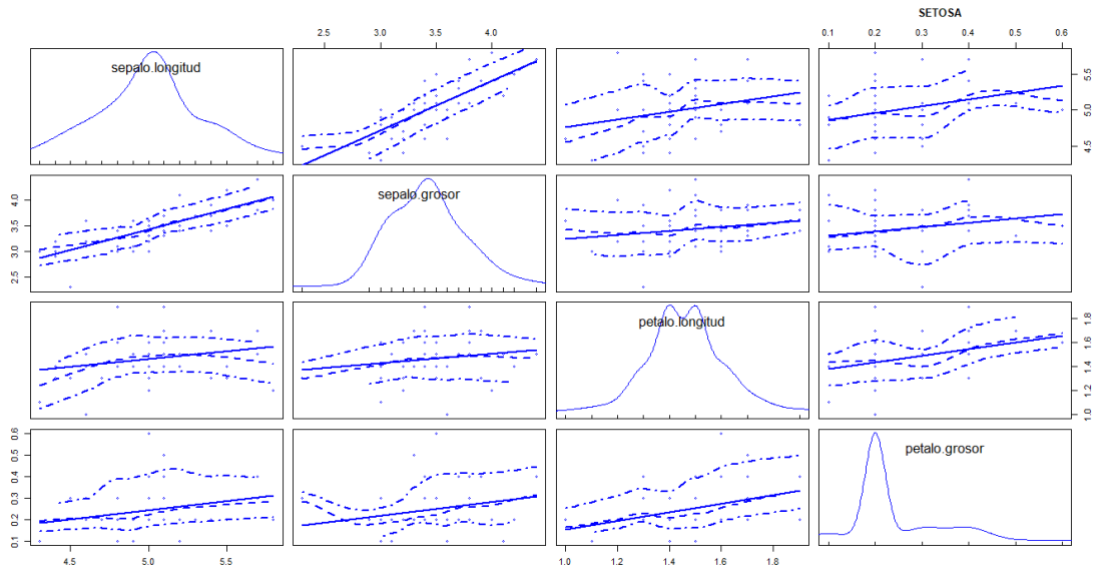 SETOSA
2.5 3.0 3.5 4.0
0.1 0.2 0.3 0.4 0.5 0.6
sepalo.longitud
4.5 5.0 5.5
sepalo.grosor
2.5 3.0 3.5 4.0
petalo.longitud
1.0 1.2 1.4 1.6 1.8
petalo.grosor
0.1 0.2 0.3 0.4 0.5 0.6
4.5 5.0 5.5
1.0 1.2 1.4 1.6 1.8